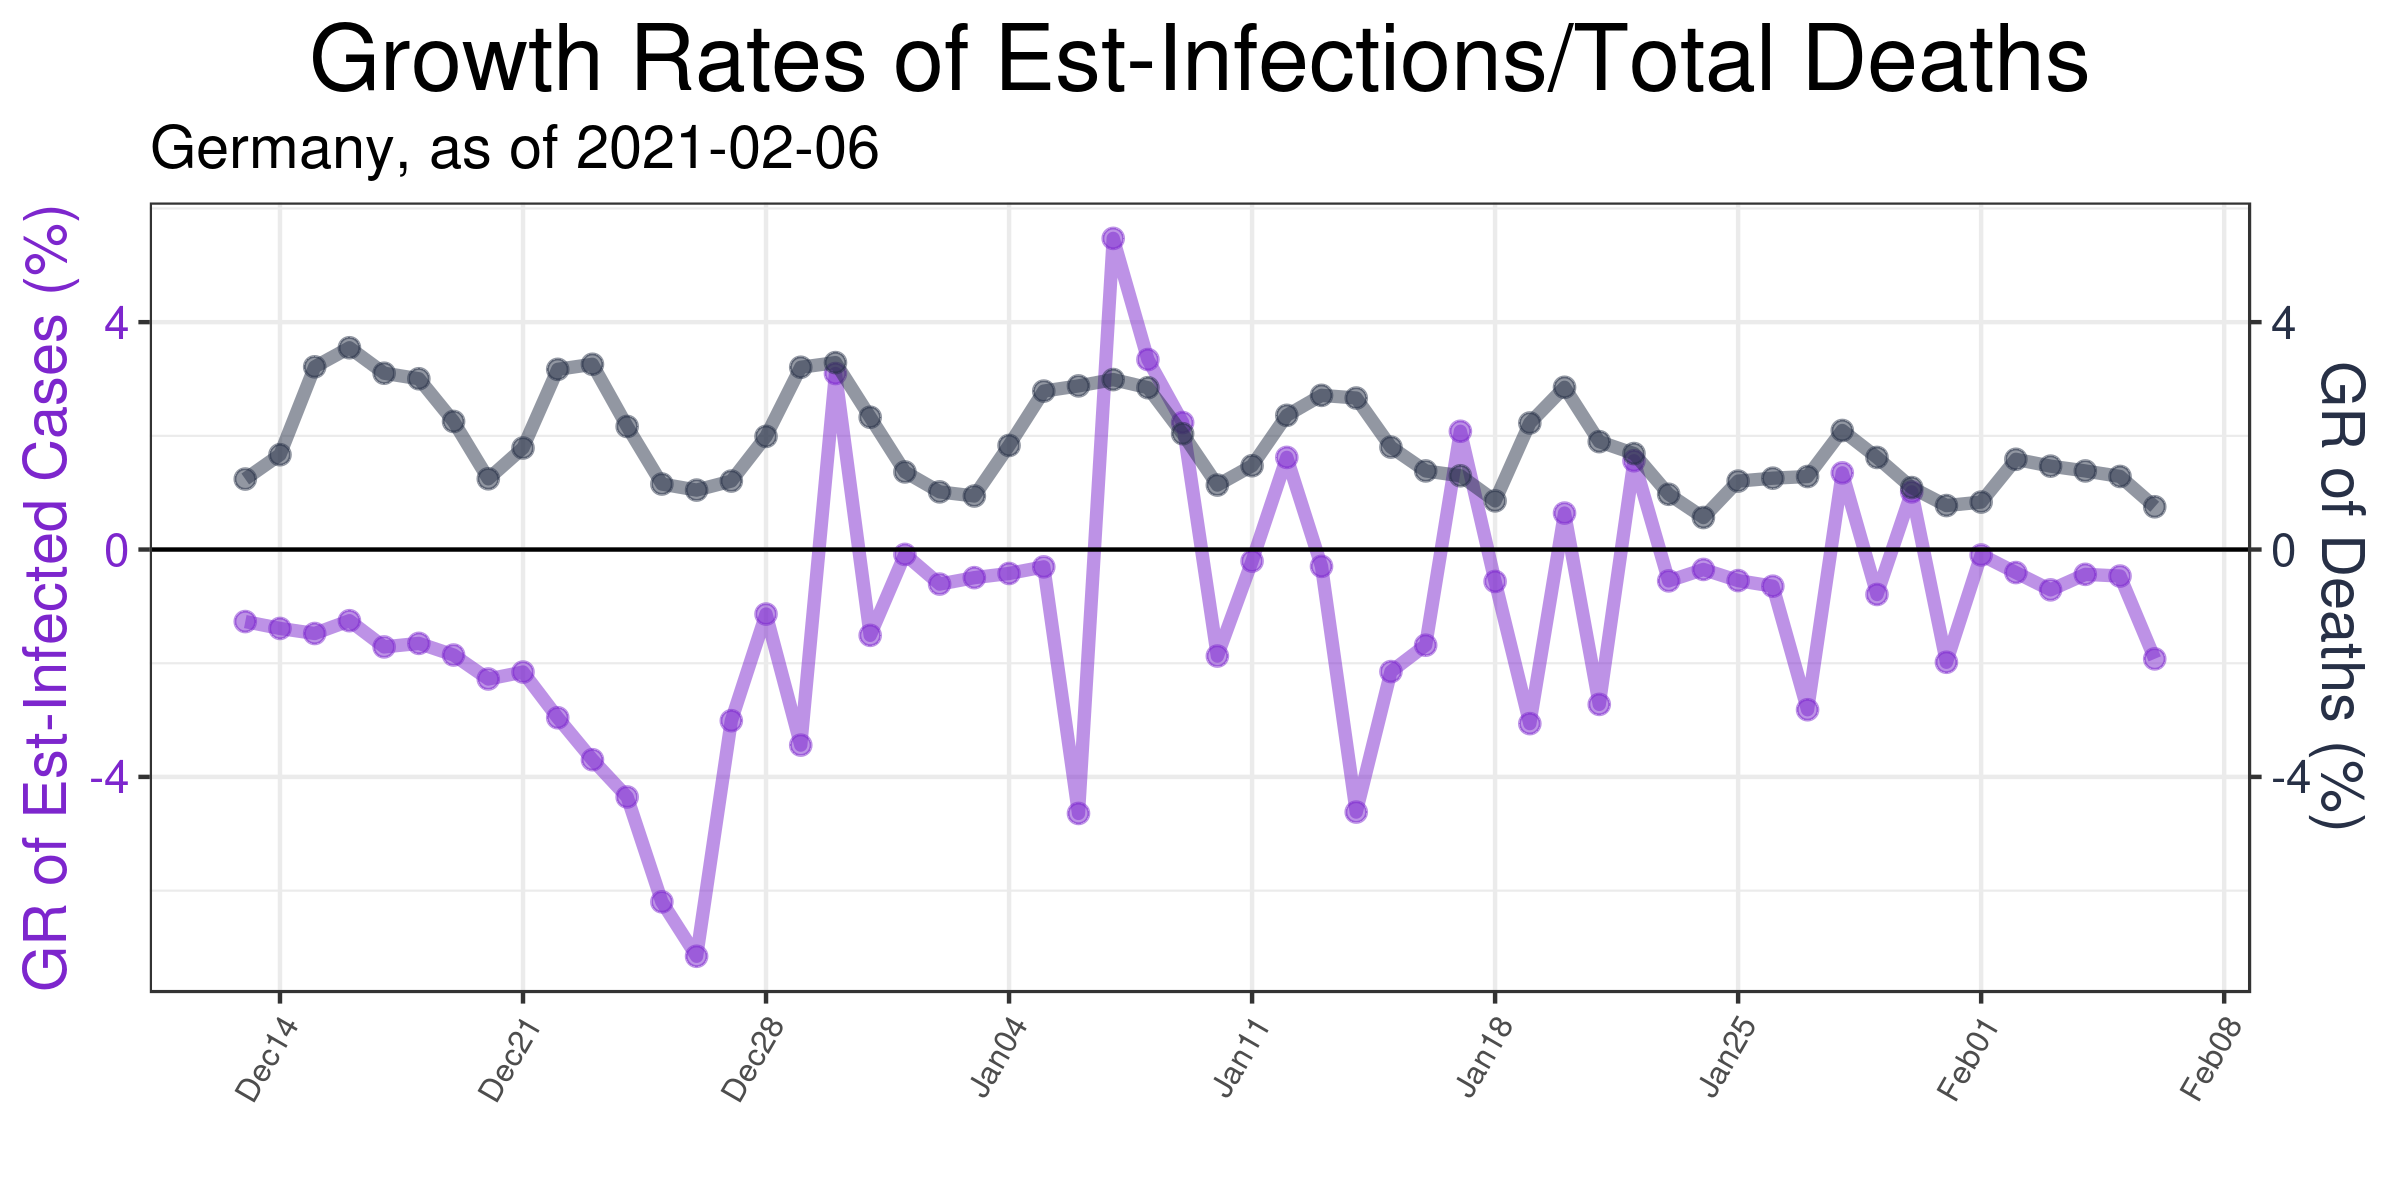 Growth Rates of Est-Infections/Total Deaths
Germany, as of 2021-02-06
GR of Est-Infected Cases (%)
4
0
-4
4
0
-4
GR of Deaths (%)
Dec14
Dec21
Dec28
Jan04
Jan11
Jan18
Jan25
Feb01
Feb08